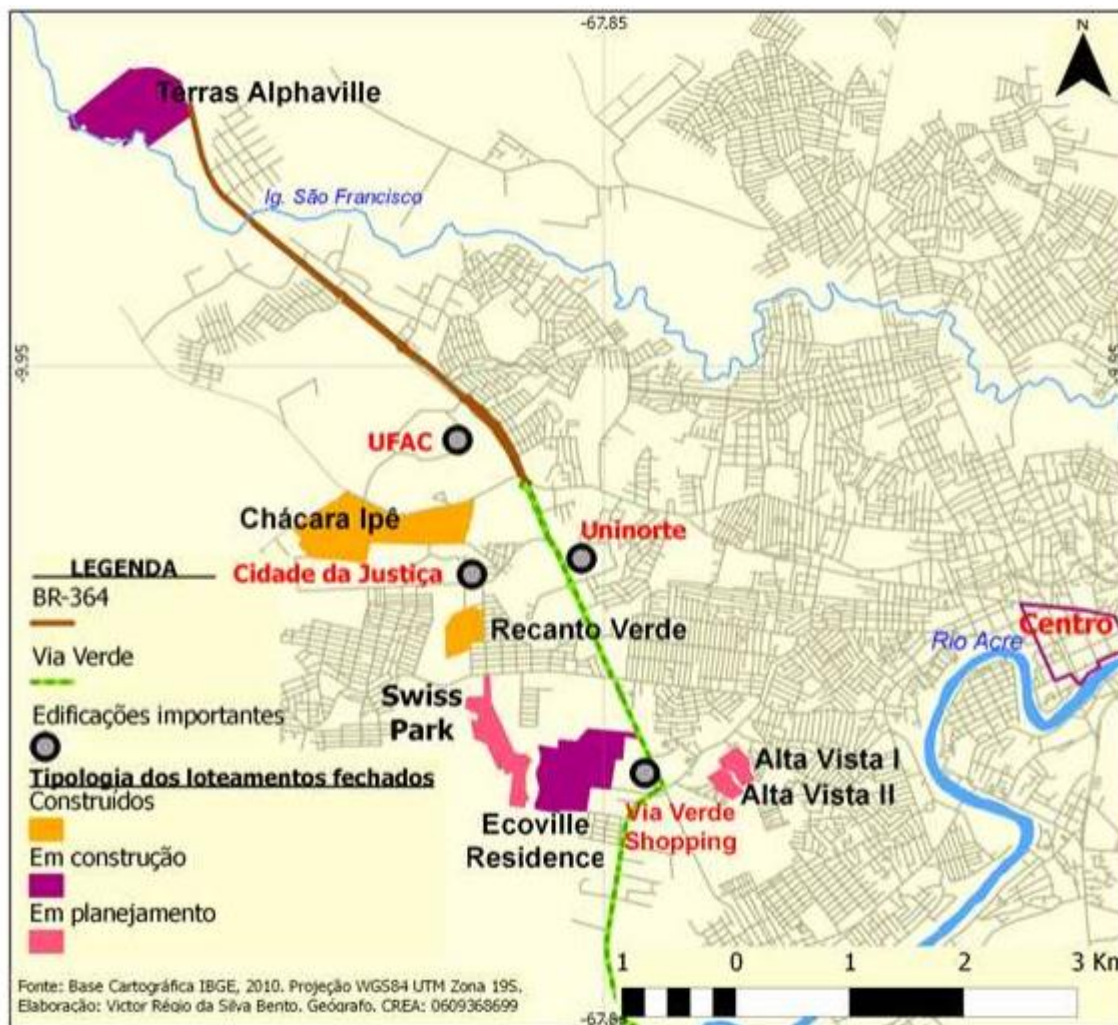 -67.85
N
Terras Alphaville
Ig. São Francisco
-9.95
-9.95
UFAC
Chácara Ipê
Uninorte
LEGENDA
Cidade da Justiça
BR-364
Recanto Verde
Centro
Rio Acre
Via Verde
Swiss
Park
Edificações importantes
Alta Vista I
Tipologia dos loteamentos fechados
Alta Vista II
Construídos
Via Verde
Shopping
Ecoville
Residence
Em construção
Em planejamento
1 0 1 2 3 Km
Fonte: Base Cartográfica IBGE, 2010. Projeção WGS84 UTM Zona 19S.
Elaboração: Victor Régio da Silva Bento. Geógrafo. CREA: 0609368699
-67.85